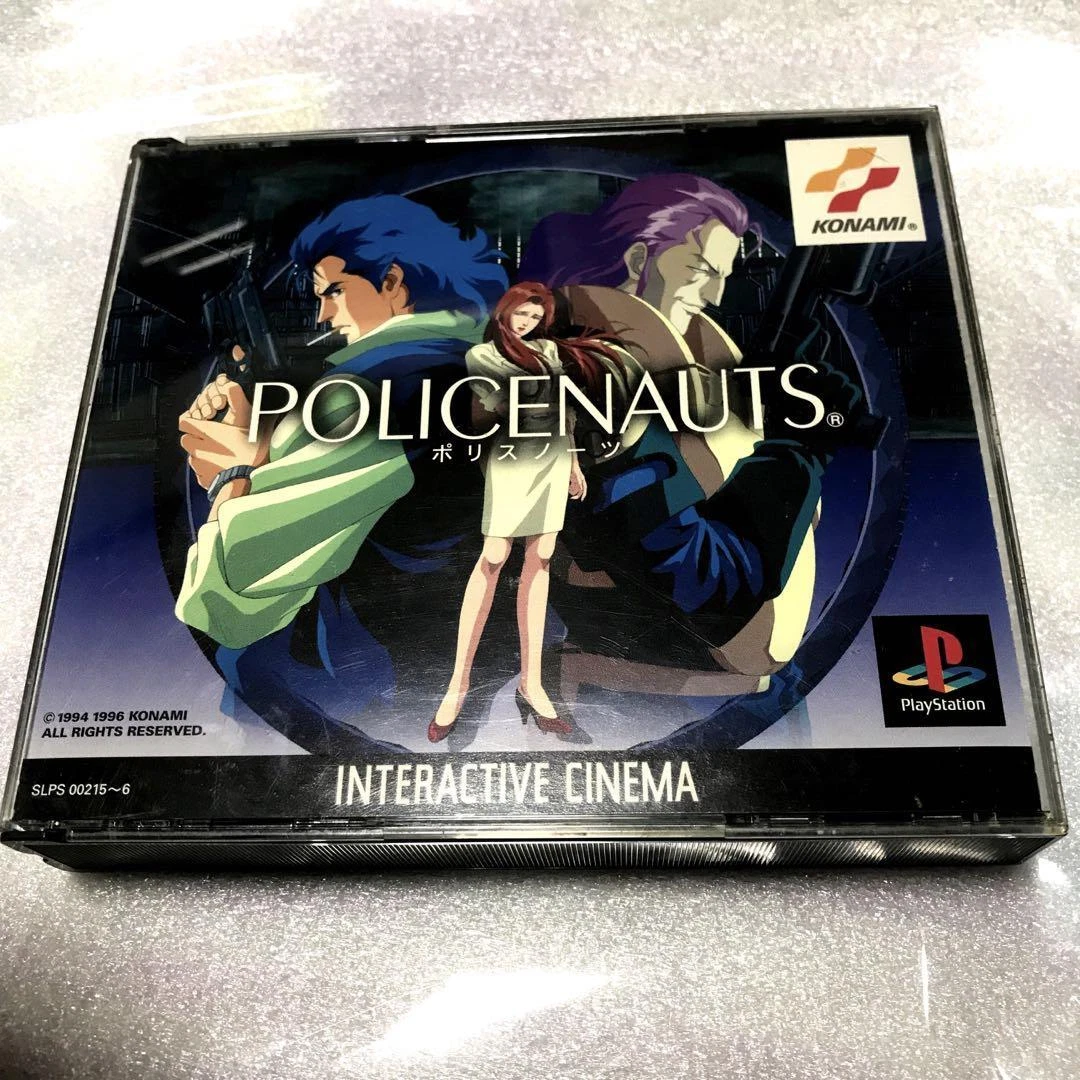 KONAMI®
POLICENAUTS®
ポリスノーツ
PlayStation
©1994 1996 KONAMI
ALL RIGHTS RESERVED.
SLPS 00215～6
INTERACTIVE CINEMA